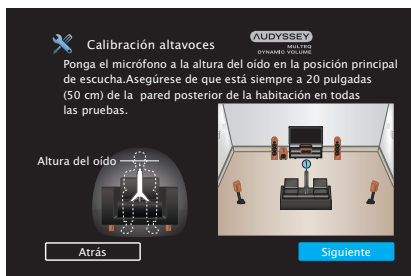 Calibración altavoces
AUDYSSEY
MULTEQ
DYNAMIC VOLUME
Ponga el micrófono a la altura del oído en la posición principal
de escucha.Asegúrese de que está siempre a 20 pulgadas
(50 cm) de la pared posterior de la habitación en todas
las pruebas.
Altura del oído
1
Atrás
Siguiente